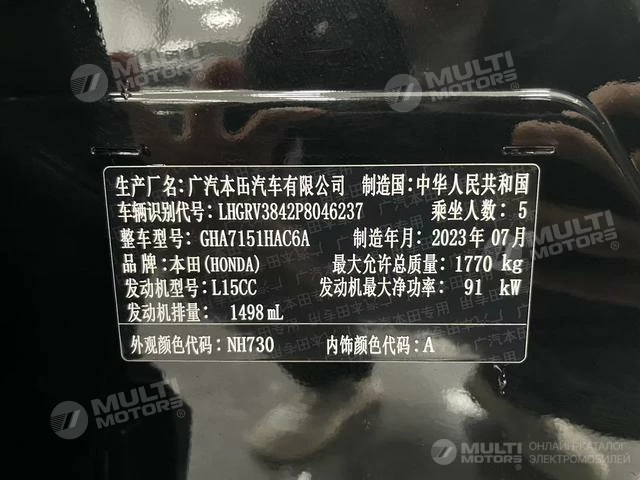 MULTI
MOTORS
MULTI
MOTORS
生产厂名:广汽本田汽车有限公司 制造国:中华人民共和国
车辆识别代号:LHGRV3842P8046237 乘坐人数:5
整车型号:GHA7151HAC6A 制造年月:2023年07月
品牌:本田(HONDA) 最大允许总质量:1770 kg
发动机型号:L15CC 发动机最大净功率:91 kW
发动机排量:1498 mL
外观颜色代码:NH730 内饰颜色代码:A
MULTI
MOTORS
MULTI
MOTORS
ОНЛАЙН-КАТАЛОГ
ЭЛЕКТРОМОБИЛЕЙ